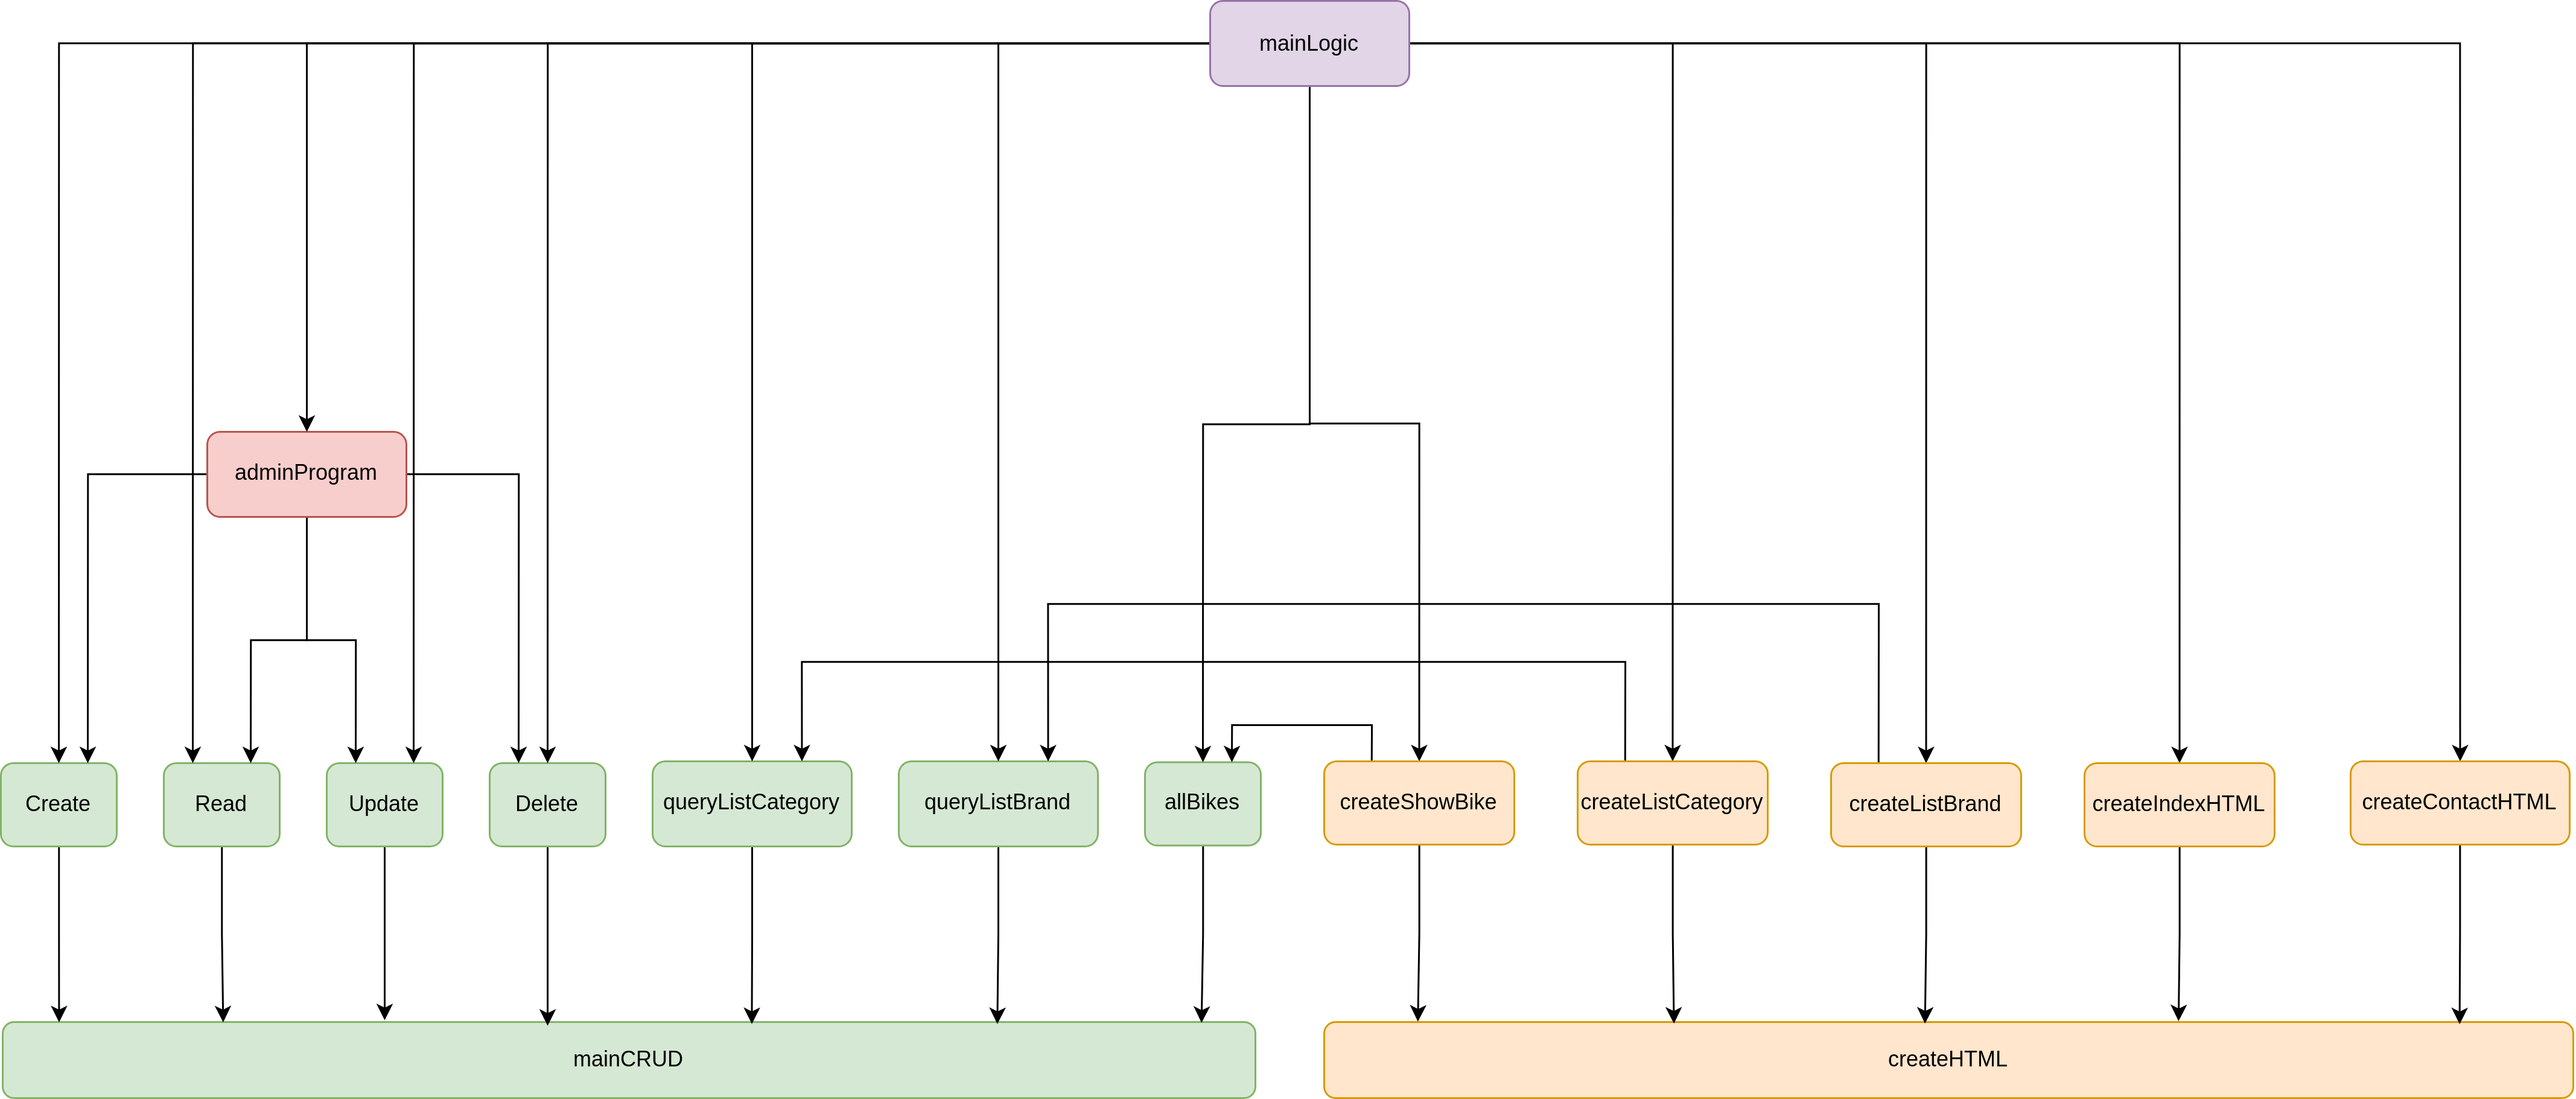 mainLogic
adminProgram
Create
Read
Update
Delete
queryListCategory
queryListBrand
allBikes
createShowBike
createListCategory
createListBrand
createIndexHTML
createContactHTML
mainCRUD
createHTML